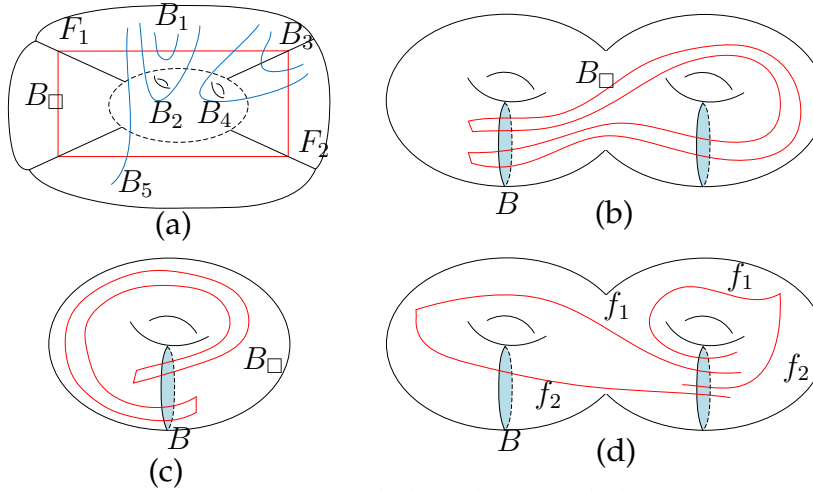 F₁ B₁ B₃
B□ B₂ B₄ F₂
B₅
(a)
B□
B
(b)
B□
B
(c)
f₁ f₁
f₂ f₂
B
(d)